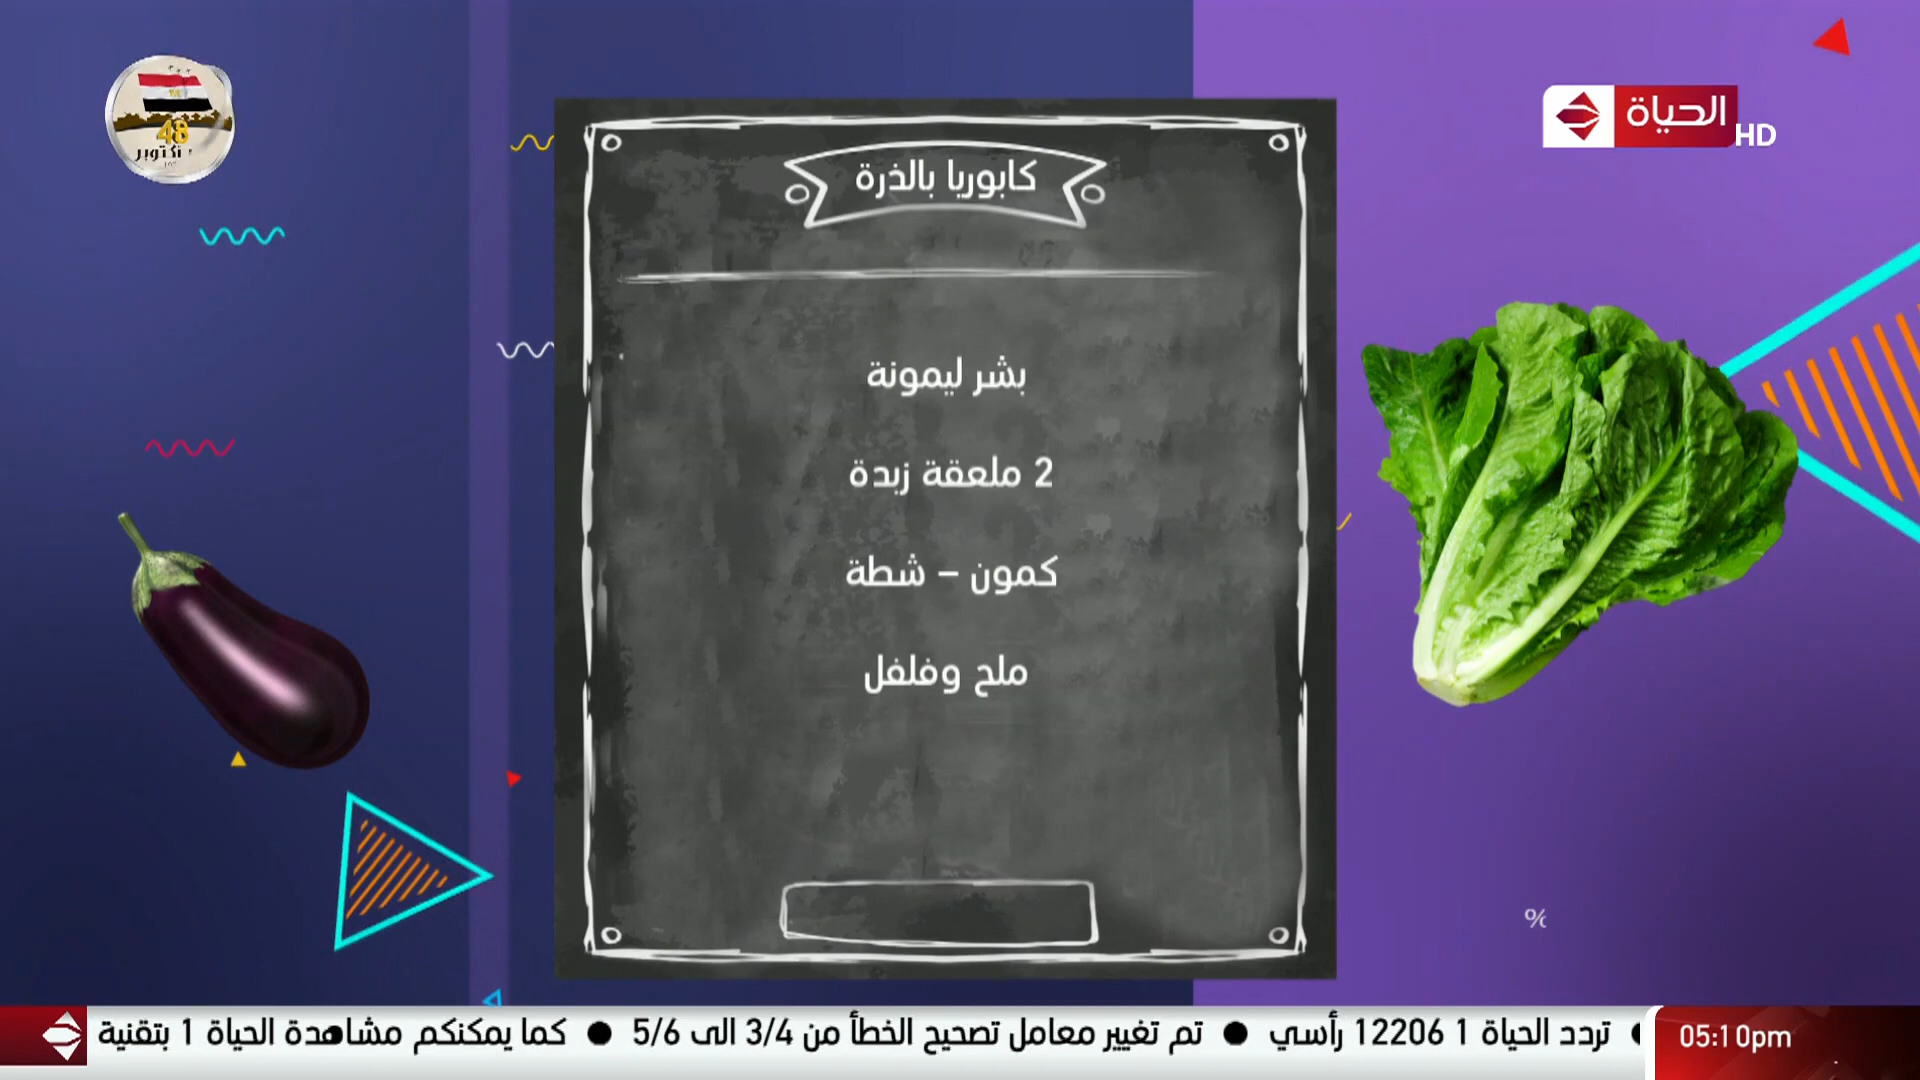 48
الحياة
HD
كابوريا بالذرة
بشر ليمونة
2 ملعقة زبدة
كمون – شطة
ملح وفلفل
%
تردد الحياة 1 12206 رأسي ● تم تغيير معامل تصحيح الخطأ من 3/4 الى 5/6 ● كما يمكنكم مشاهدة الحياة 1 بتقنية
05:10pm